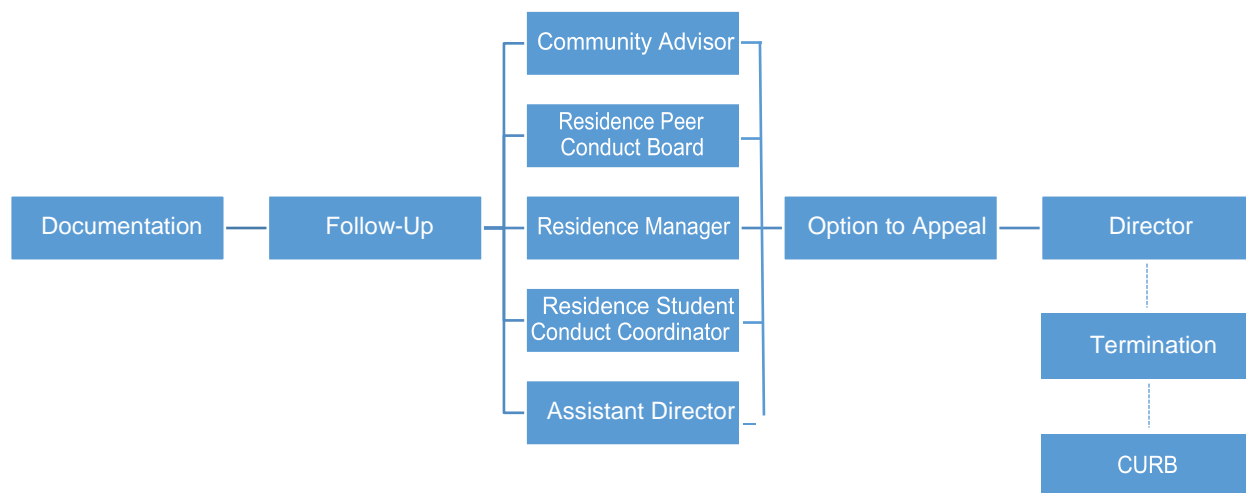 Community Advisor
Residence Peer
Conduct Board
Documentation
Follow-Up
Residence Manager
Option to Appeal
Director
Residence Student
Conduct Coordinator
Termination
Assistant Director
CURB